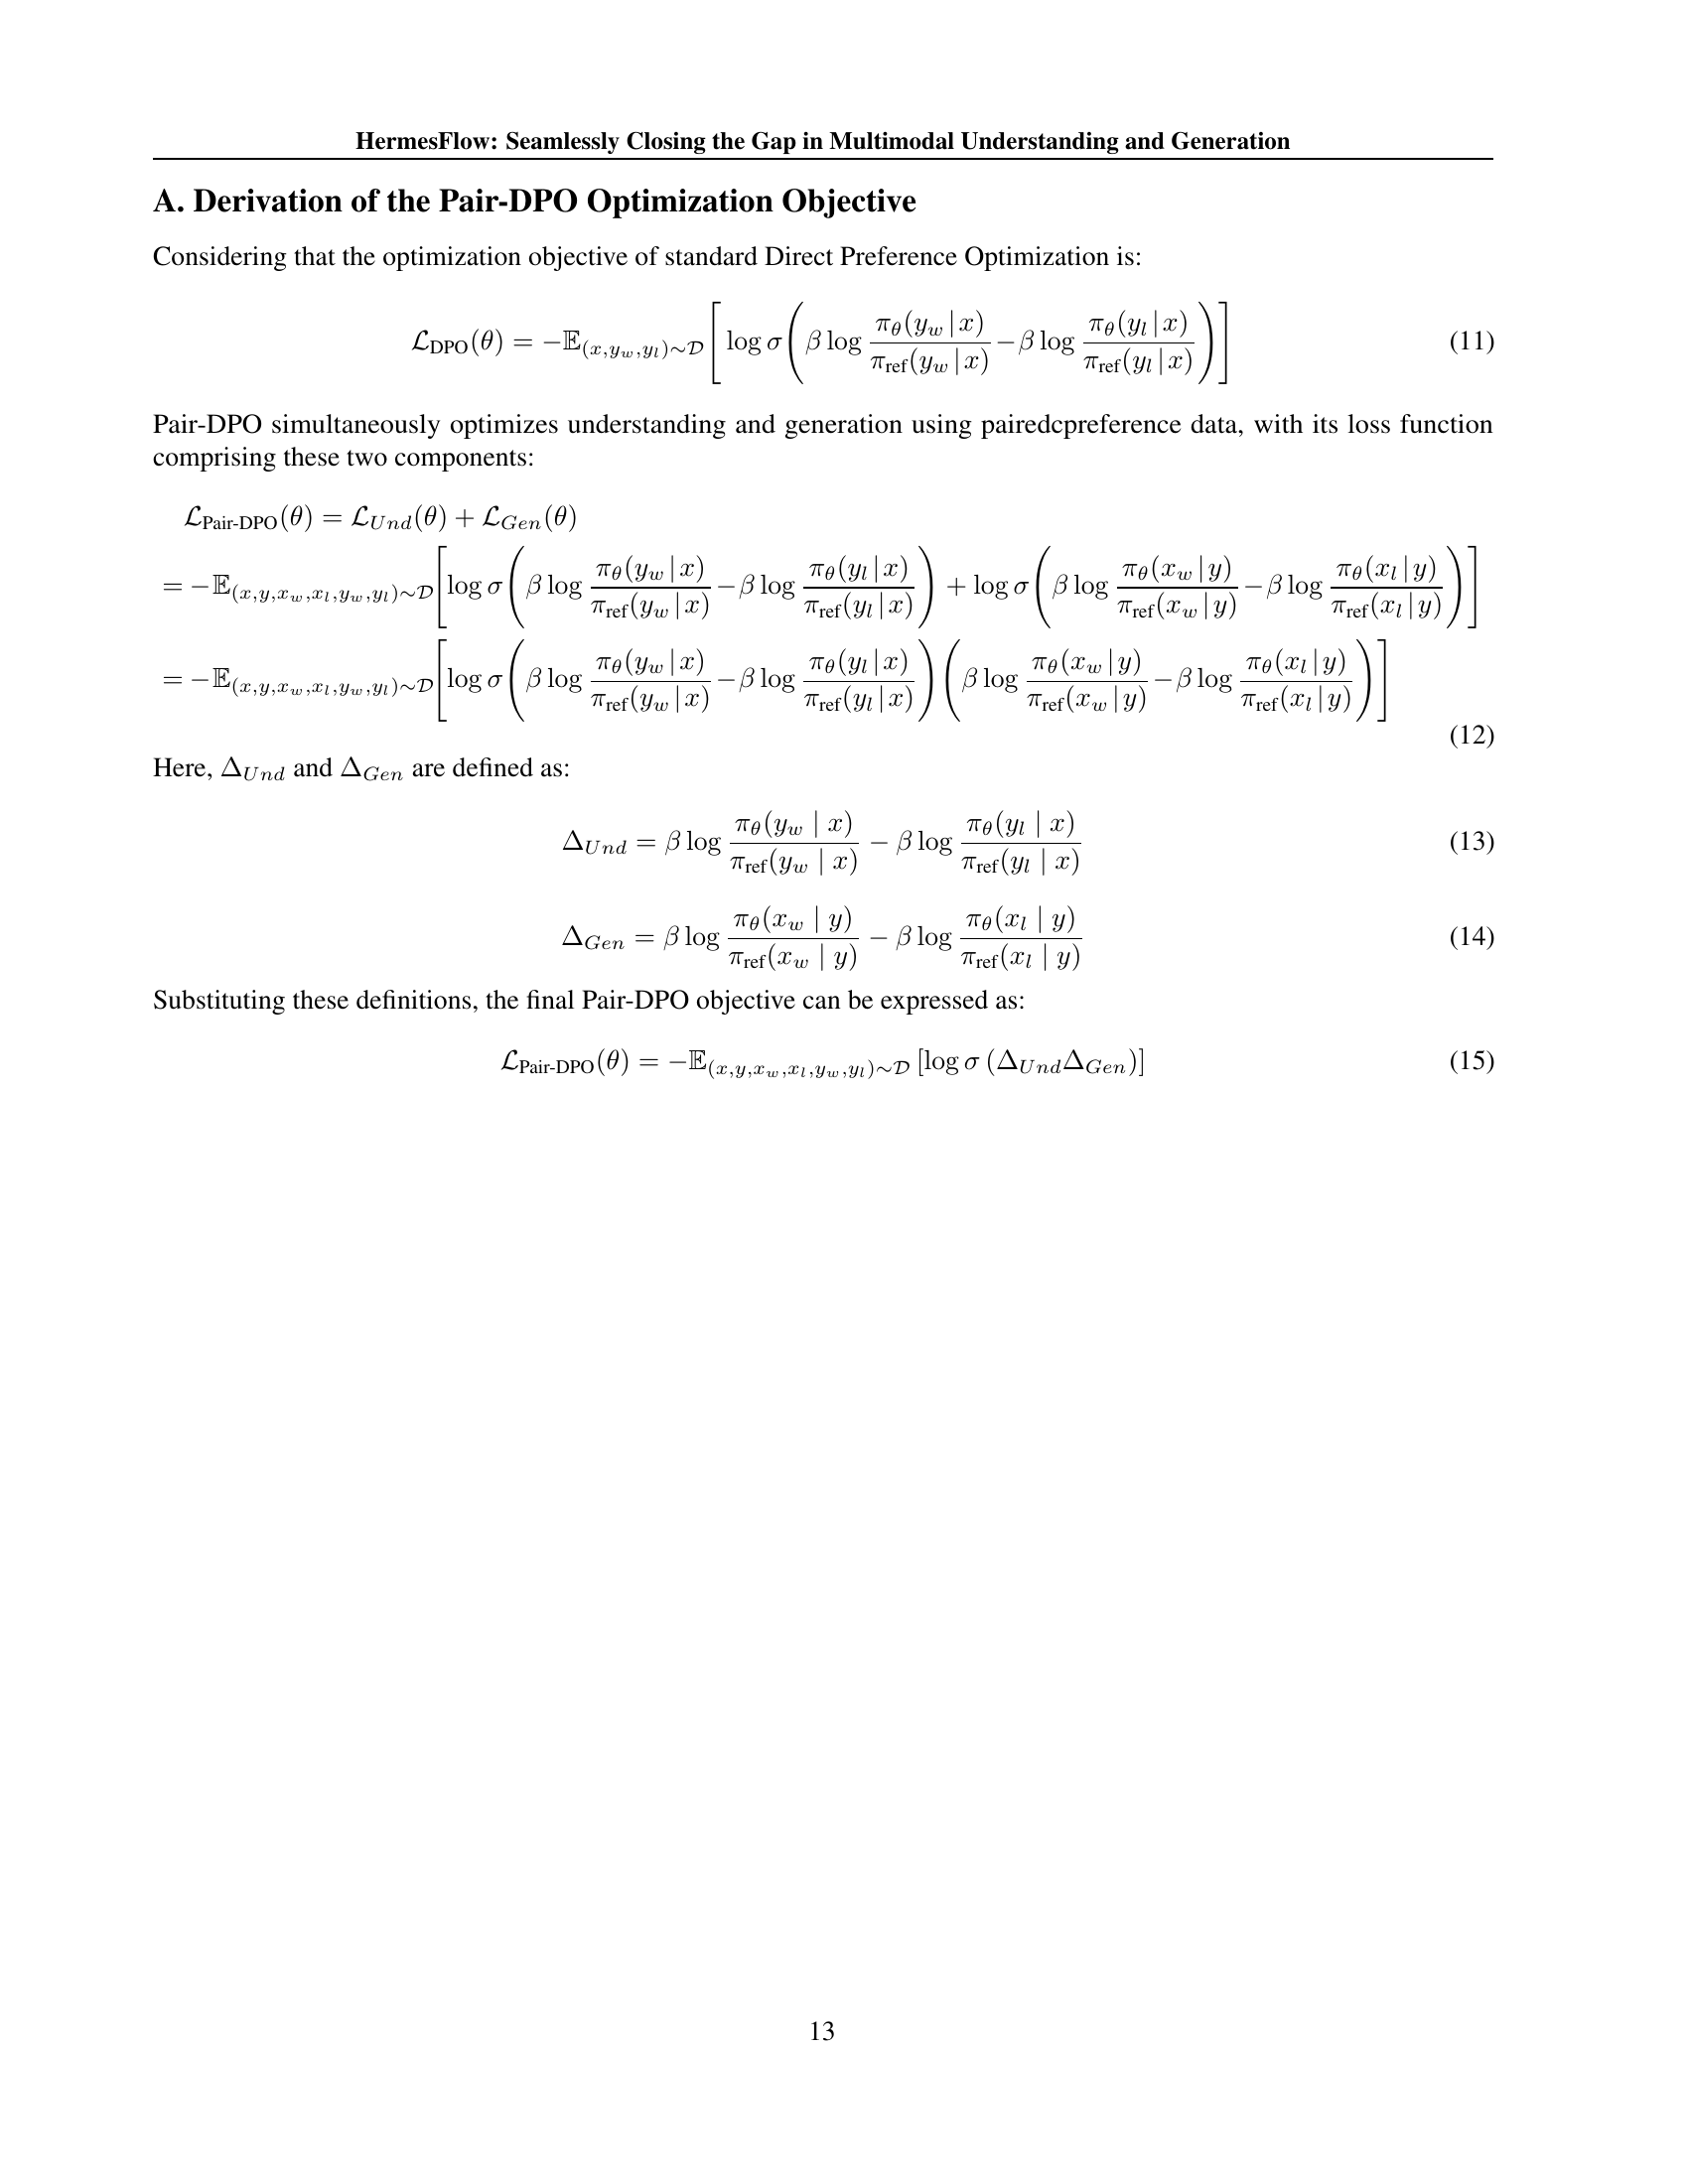 HermesFlow: Seamlessly Closing the Gap in Multimodal Understanding and Generation
A. Derivation of the Pair-DPO Optimization Objective
Considering that the optimization objective of standard Direct Preference Optimization is:
$\mathcal{L}_{\text{DPO}}(\theta) = -\mathbb{E}_{(x,y_w,y_l)\sim\mathcal{D}}\left[\log\sigma\left(\beta\log\frac{\pi_\theta(y_w|x)}{\pi_{\text{ref}}(y_w|x)} - \beta\log\frac{\pi_\theta(y_l|x)}{\pi_{\text{ref}}(y_l|x)}\right)\right]$ (11)
Pair-DPO simultaneously optimizes understanding and generation using pairedcpreference data, with its loss function
comprising these two components:
$\mathcal{L}_{\text{Pair-DPO}}(\theta) = \mathcal{L}_{Und}(\theta) + \mathcal{L}_{Gen}(\theta)$
$= -\mathbb{E}_{(x,y,x_w,x_l,y_w,y_l)\sim\mathcal{D}}\left[\log\sigma\left(\beta\log\frac{\pi_\theta(y_w|x)}{\pi_{\text{ref}}(y_w|x)} - \beta\log\frac{\pi_\theta(y_l|x)}{\pi_{\text{ref}}(y_l|x)}\right) + \log\sigma\left(\beta\log\frac{\pi_\theta(x_w|y)}{\pi_{\text{ref}}(x_w|y)} - \beta\log\frac{\pi_\theta(x_l|y)}{\pi_{\text{ref}}(x_l|y)}\right)\right]$
$= -\mathbb{E}_{(x,y,x_w,x_l,y_w,y_l)\sim\mathcal{D}}\left[\log\sigma\left(\beta\log\frac{\pi_\theta(y_w|x)}{\pi_{\text{ref}}(y_w|x)} - \beta\log\frac{\pi_\theta(y_l|x)}{\pi_{\text{ref}}(y_l|x)}\right)\left(\beta\log\frac{\pi_\theta(x_w|y)}{\pi_{\text{ref}}(x_w|y)} - \beta\log\frac{\pi_\theta(x_l|y)}{\pi_{\text{ref}}(x_l|y)}\right)\right]$
(12)
Here, $\Delta_{Und}$ and $\Delta_{Gen}$ are defined as:
$\Delta_{Und} = \beta\log\frac{\pi_\theta(y_w | x)}{\pi_{\text{ref}}(y_w | x)} - \beta\log\frac{\pi_\theta(y_l | x)}{\pi_{\text{ref}}(y_l | x)}$ (13)
$\Delta_{Gen} = \beta\log\frac{\pi_\theta(x_w | y)}{\pi_{\text{ref}}(x_w | y)} - \beta\log\frac{\pi_\theta(x_l | y)}{\pi_{\text{ref}}(x_l | y)}$ (14)
Substituting these definitions, the final Pair-DPO objective can be expressed as:
$\mathcal{L}_{\text{Pair-DPO}}(\theta) = -\mathbb{E}_{(x,y,x_w,x_l,y_w,y_l)\sim\mathcal{D}}\left[\log\sigma\left(\Delta_{Und}\Delta_{Gen}\right)\right]$ (15)
13